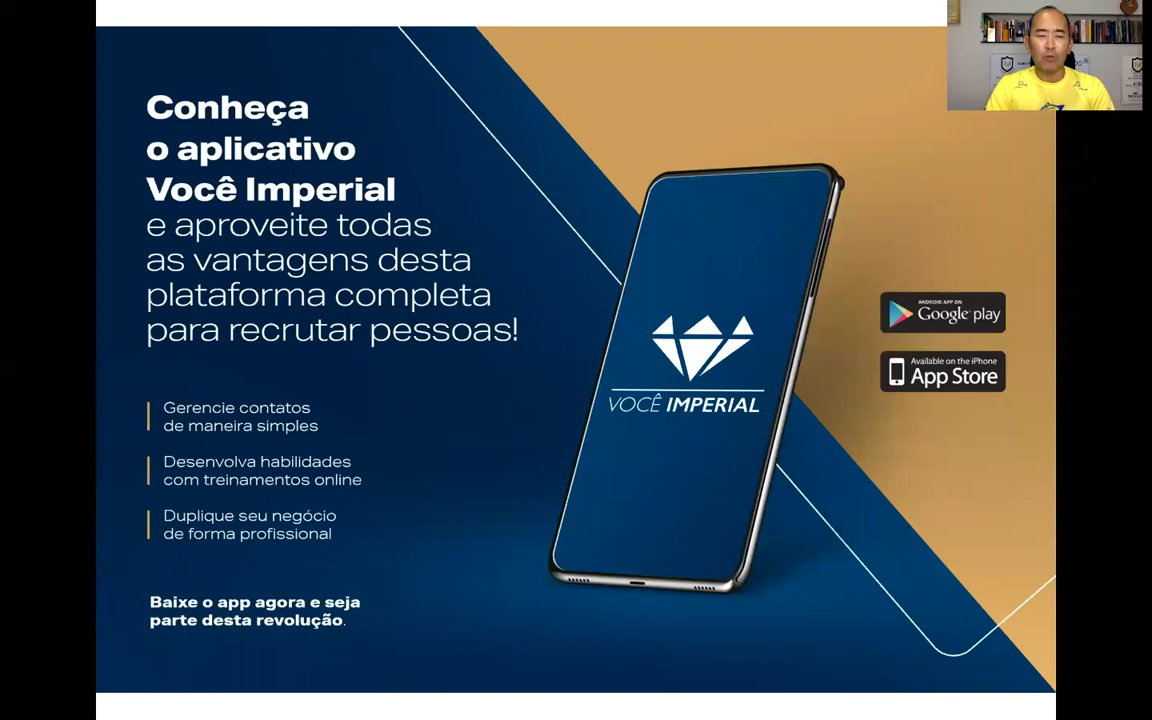 Conheça
o aplicativo
Você Imperial
e aproveite todas
as vantagens desta
plataforma completa
para recrutar pessoas!
Gerencie contatos
de maneira simples
Desenvolva habilidades
com treinamentos online
Duplique seu negócio
de forma profissional
Baixe o app agora e seja
parte desta revolução.
VOCÊ IMPERIAL
ANDROID APP ON
Google play
Available on the iPhone
App Store